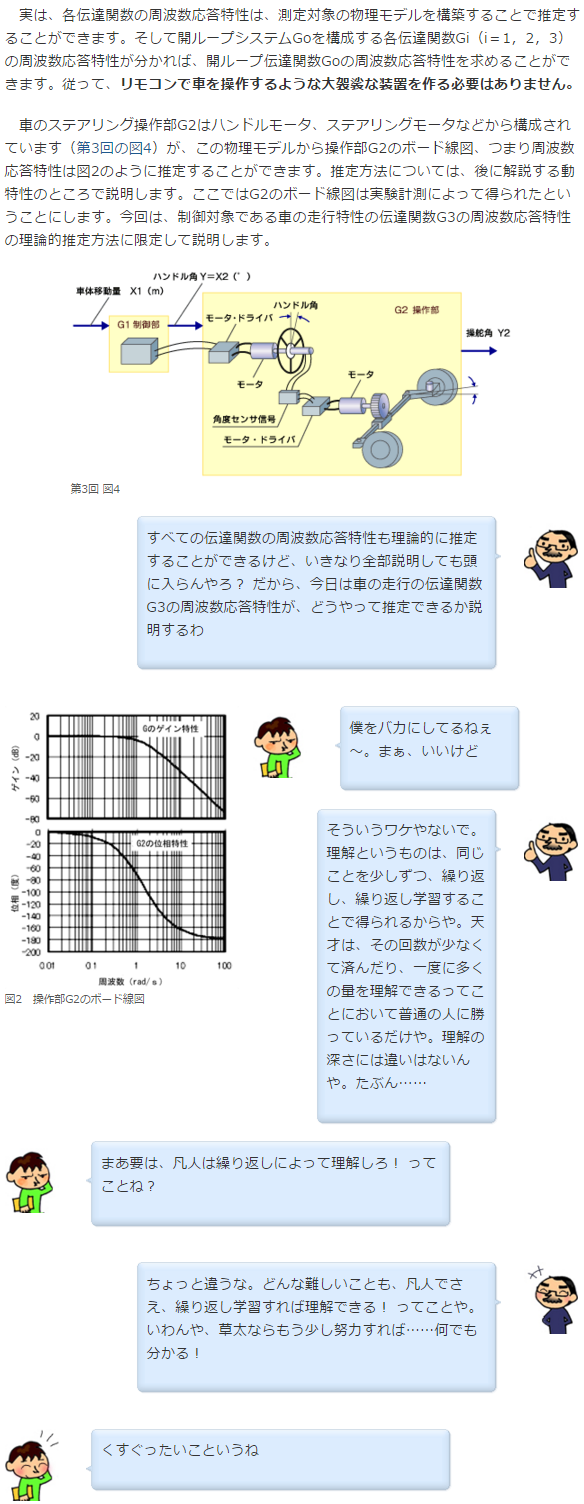 実は、各伝達関数の周波数応答特性は、測定対象の物理モデルを構築することで推定す
ることができます。そして開ループシステムGoを構成する各伝達関数Gi（i＝1，2，3）
の周波数応答特性が分かれば、開ループ伝達関数Goの周波数応答特性を求めることがで
きます。従って、リモコンで車を操作するような大袈裟な装置を作る必要はありません。
車のステアリング操作部G2はハンドルモータ、ステアリングモータなどから構成され
ています（第3回の図4）が、この物理モデルから操作部G2のボード線図、つまり周波数
応答特性は図2のように推定することができます。推定方法については、後に解説する動
特性のところで説明します。ここではG2のボード線図は実験計測によって得られたとい
うことにします。今回は、制御対象である車の走行特性の伝達関数G3の周波数応答特性
の理論的推定方法に限定して説明します。
ハンドル角 Y＝X2（°）
車体移動量　X1（m）
G1 制御部
モータ・ドライバ
ハンドル角
G2 操作部
操舵角 Y2
モータ
モータ
角度センサ信号
モータ・ドライバ
第3回 図4
すべての伝達関数の周波数応答特性も理論的に推定
することができるけど、いきなり全部説明しても頭
に入らんやろ？ だから、今日は車の走行の伝達関数
G3の周波数応答特性が、どうやって推定できるか説
明するわ
僕をバカにしてるねぇ
～。まぁ、いいけど
Gのゲイン特性
ゲイン（dB）
20
0
-20
-40
-60
-80
G2の位相特性
位相（度）
0
-20
-40
-60
-80
-100
-120
-140
-160
-180
-200
0.01 0.1 1 10 100
周波数（rad/s）
図2　操作部G2のボード線図
そういうワケやないで。
理解というものは、同じ
ことを少しずつ、繰り返
し、繰り返し学習するこ
とで得られるからや。天
才は、その回数が少なく
て済んだり、一度に多く
の量を理解できるってこ
とにおいて普通の人に勝
っているだけや。理解の
深さには違いはないん
や。たぶん……
まあ要は、凡人は繰り返しによって理解しろ！ って
ことね？
ちょっと違うな。どんな難しいことも、凡人でさ
え、繰り返し学習すれば理解できる！ ってことや。
いわんや、草太ならもう少し努力すれば……何でも
分かる！
くすぐったいこというね